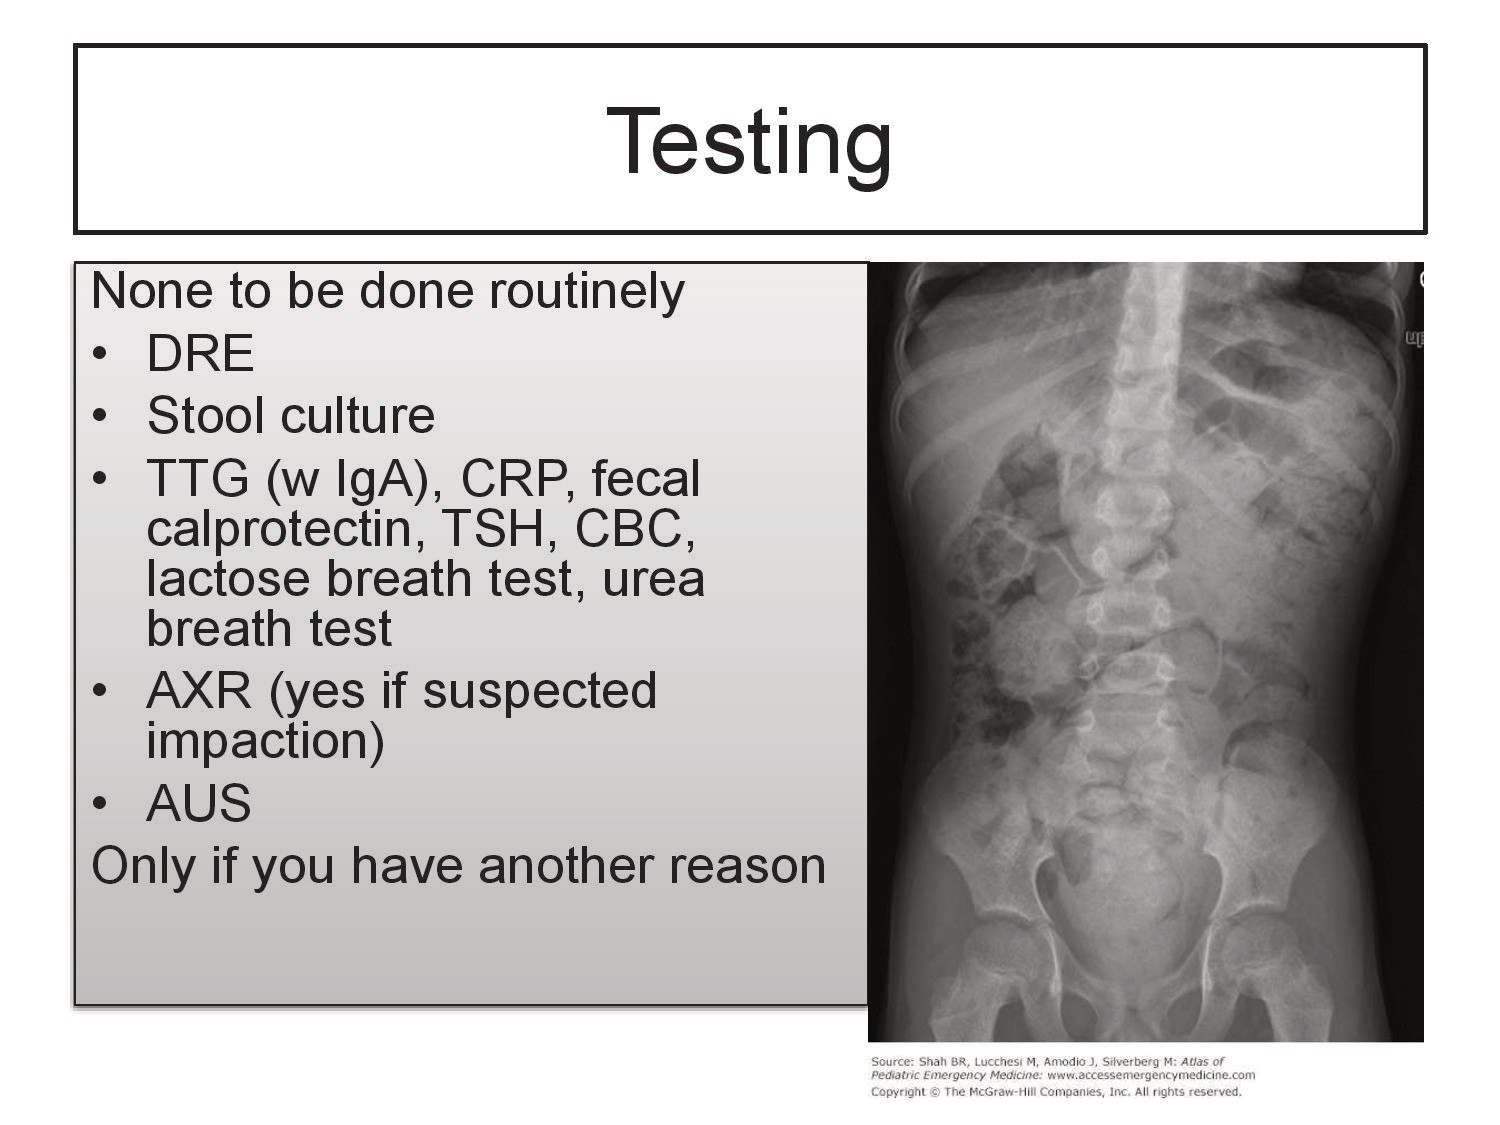 Testing
None to be done routinely
• DRE
• Stool culture
• TTG (w IgA), CRP, fecal
calprotectin, TSH, CBC,
lactose breath test, urea
breath test
• AXR (yes if suspected
impaction)
• AUS
Only if you have another reason
Source: Shah BR, Lucchesi M, Amodio J, Silverberg M: Atlas of
Pediatric Emergency Medicine: www.accessemergencymedicine.com
Copyright © The McGraw-Hill Companies, Inc. All rights reserved.